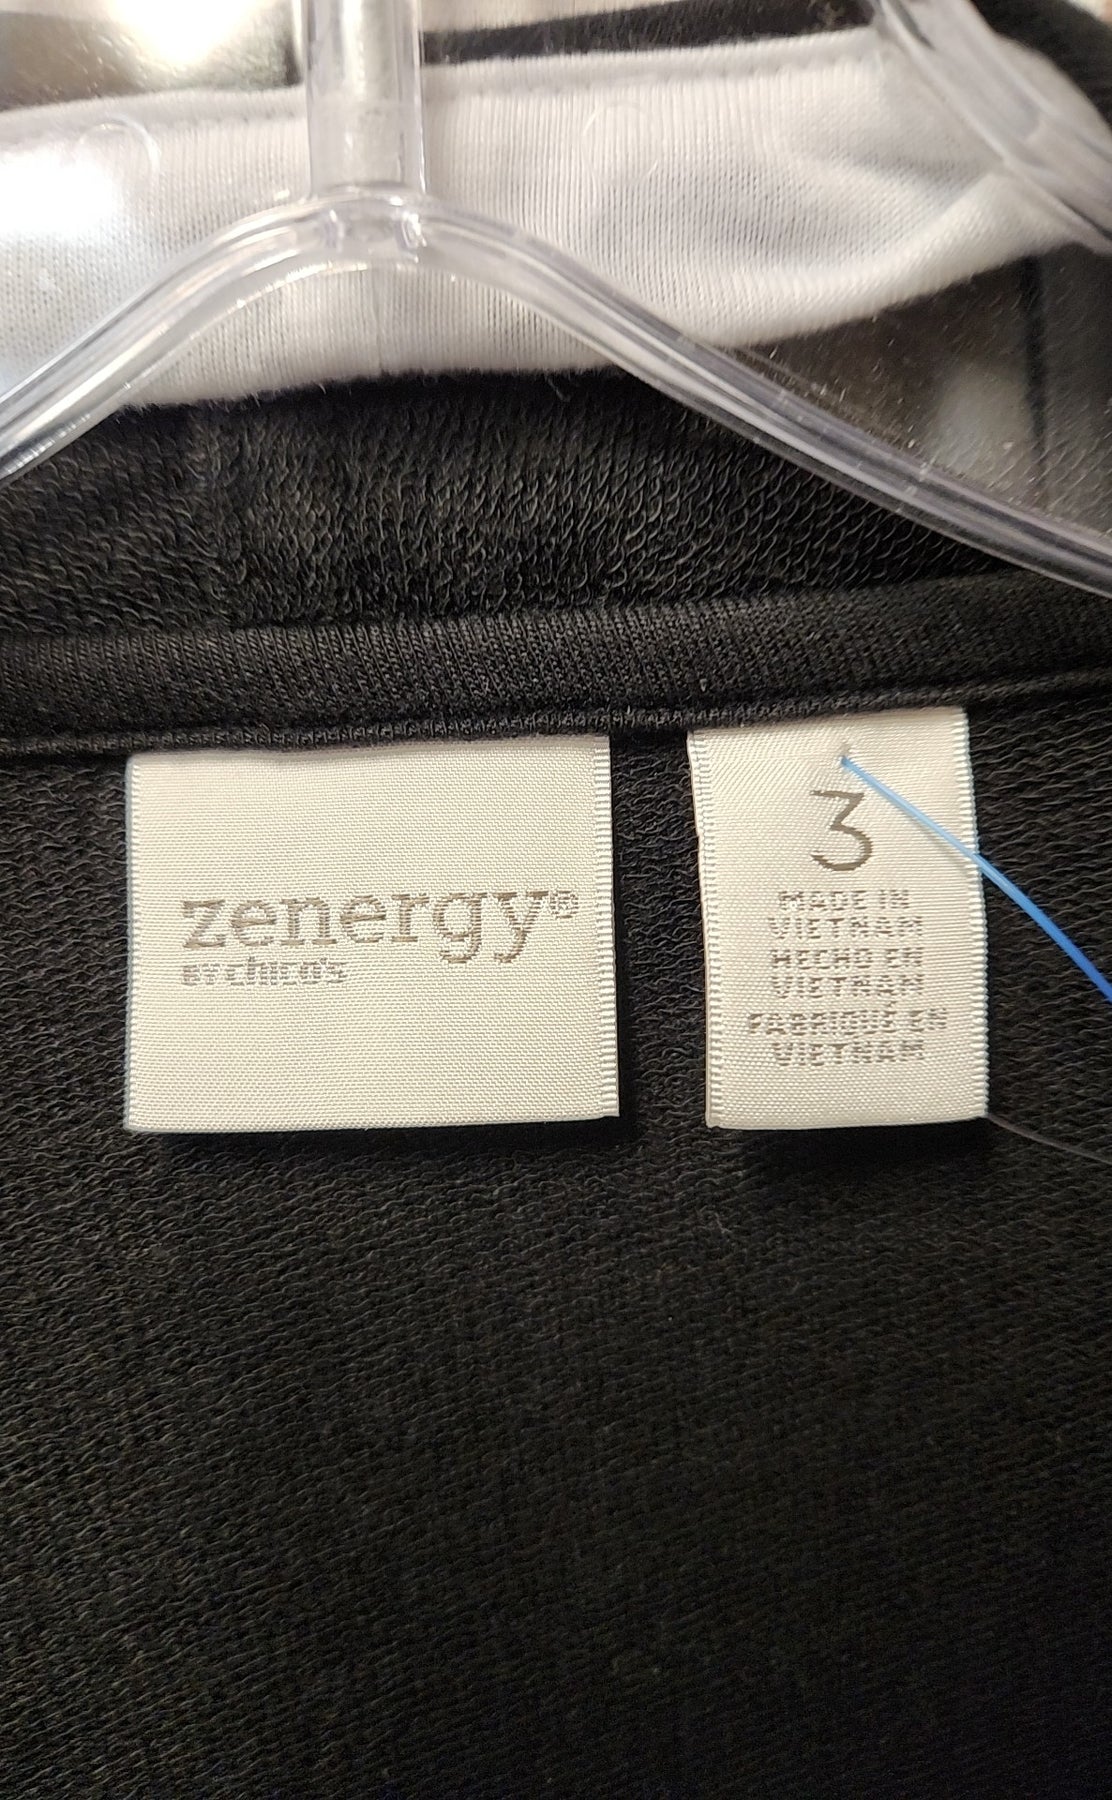 zenergy®
BY CHICO'S
3
MADE IN
VIETNAM
HECHO EN
VIETNAM
FABRIQUÉ EN
VIETNAM